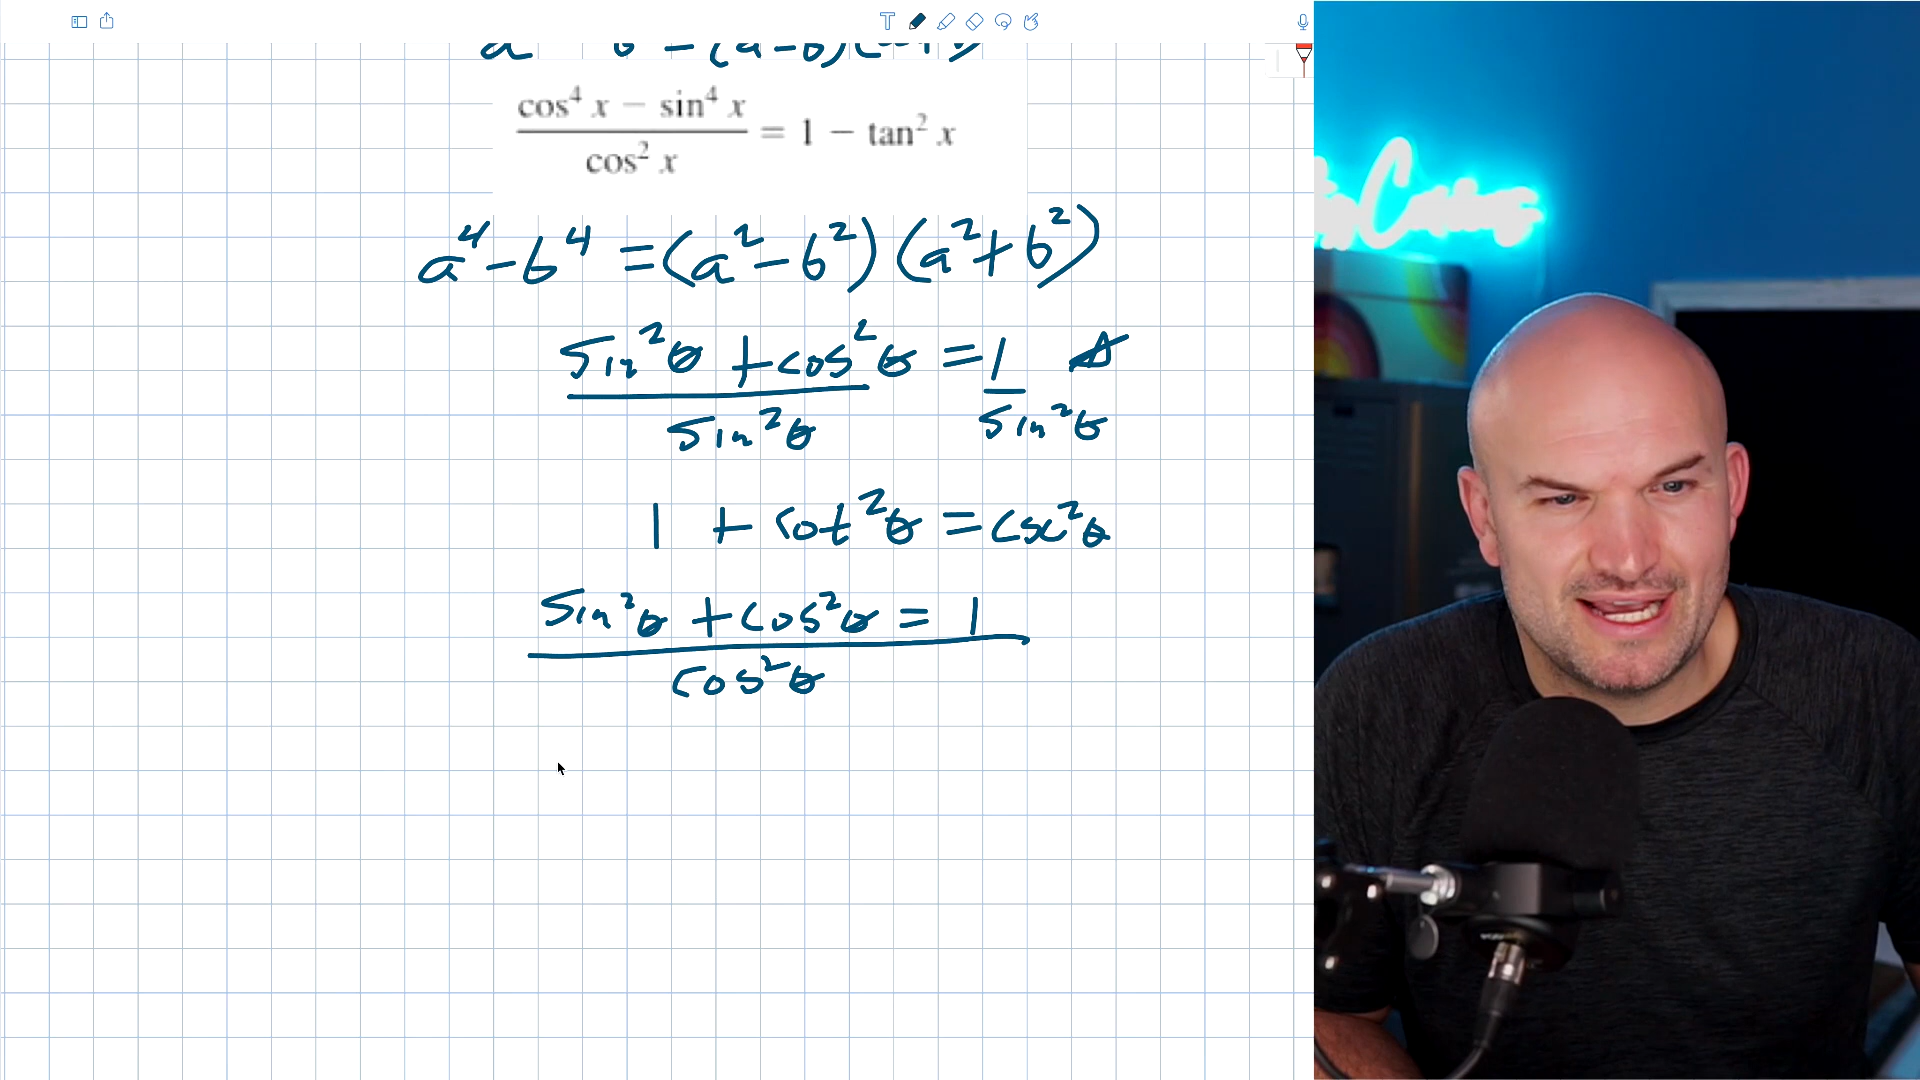 cos⁴ x − sin⁴ x
――――――― = 1 − tan² x
cos² x
a⁴ − b⁴ = (a² − b²)(a² + b²)
sin²θ + cos²θ = 1
sin²θ sin²θ
1 + cot²θ = csc²θ
sin²θ + cos²θ = 1
cos²θ